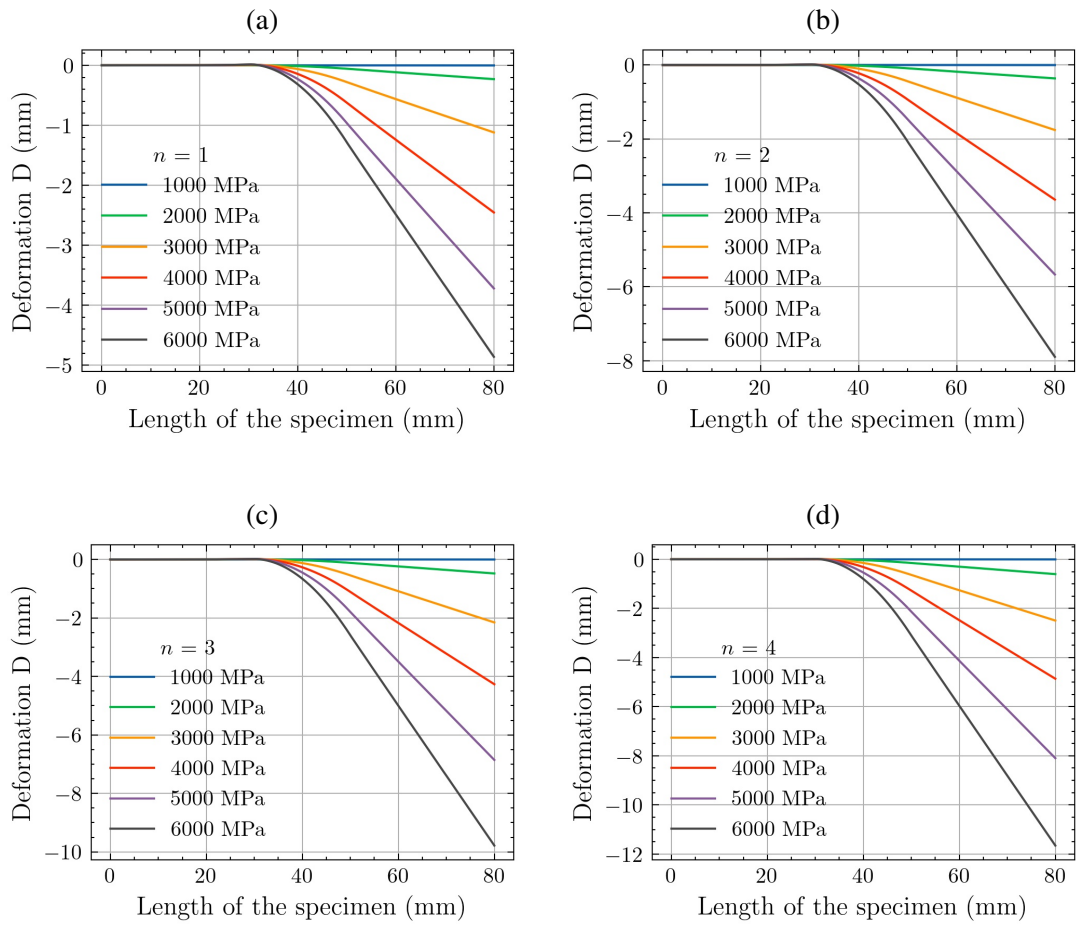 (a)
0
−1
−2
−3
−4
−5
Deformation D (mm)
n = 1
1000 MPa
2000 MPa
3000 MPa
4000 MPa
5000 MPa
6000 MPa
0 20 40 60 80
Length of the specimen (mm)
(b)
0
−2
−4
−6
−8
Deformation D (mm)
n = 2
1000 MPa
2000 MPa
3000 MPa
4000 MPa
5000 MPa
6000 MPa
0 20 40 60 80
Length of the specimen (mm)
(c)
0
−2
−4
−6
−8
−10
Deformation D (mm)
n = 3
1000 MPa
2000 MPa
3000 MPa
4000 MPa
5000 MPa
6000 MPa
0 20 40 60 80
Length of the specimen (mm)
(d)
0
−2
−4
−6
−8
−10
−12
Deformation D (mm)
n = 4
1000 MPa
2000 MPa
3000 MPa
4000 MPa
5000 MPa
6000 MPa
0 20 40 60 80
Length of the specimen (mm)